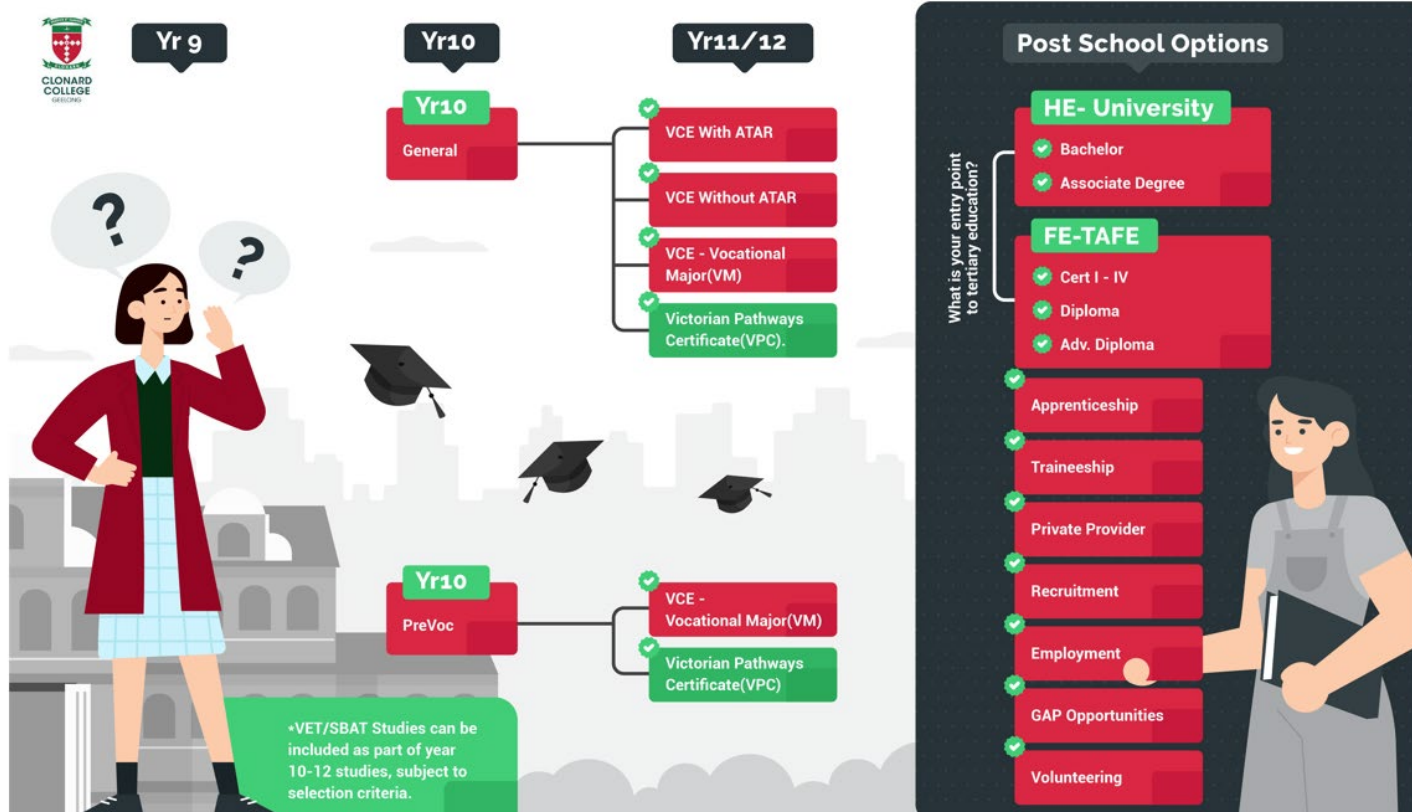 CLONARD
COLLEGE
GEELONG
Yr 9
Yr10
Yr11/12
Post School Options
Yr10
General
VCE With ATAR
VCE Without ATAR
VCE - Vocational
Major(VM)
Victorian Pathways
Certificate(VPC).
What is your entry point
to tertiary education?
HE- University
Bachelor
Associate Degree
FE-TAFE
Cert I - IV
Diploma
Adv. Diploma
Apprenticeship
Traineeship
Private Provider
Recruitment
Employment
GAP Opportunities
Volunteering
?
?
Yr10
PreVoc
VCE -
Vocational Major(VM)
Victorian Pathways
Certificate(VPC)
*VET/SBAT Studies can be
included as part of year
10-12 studies, subject to
selection criteria.